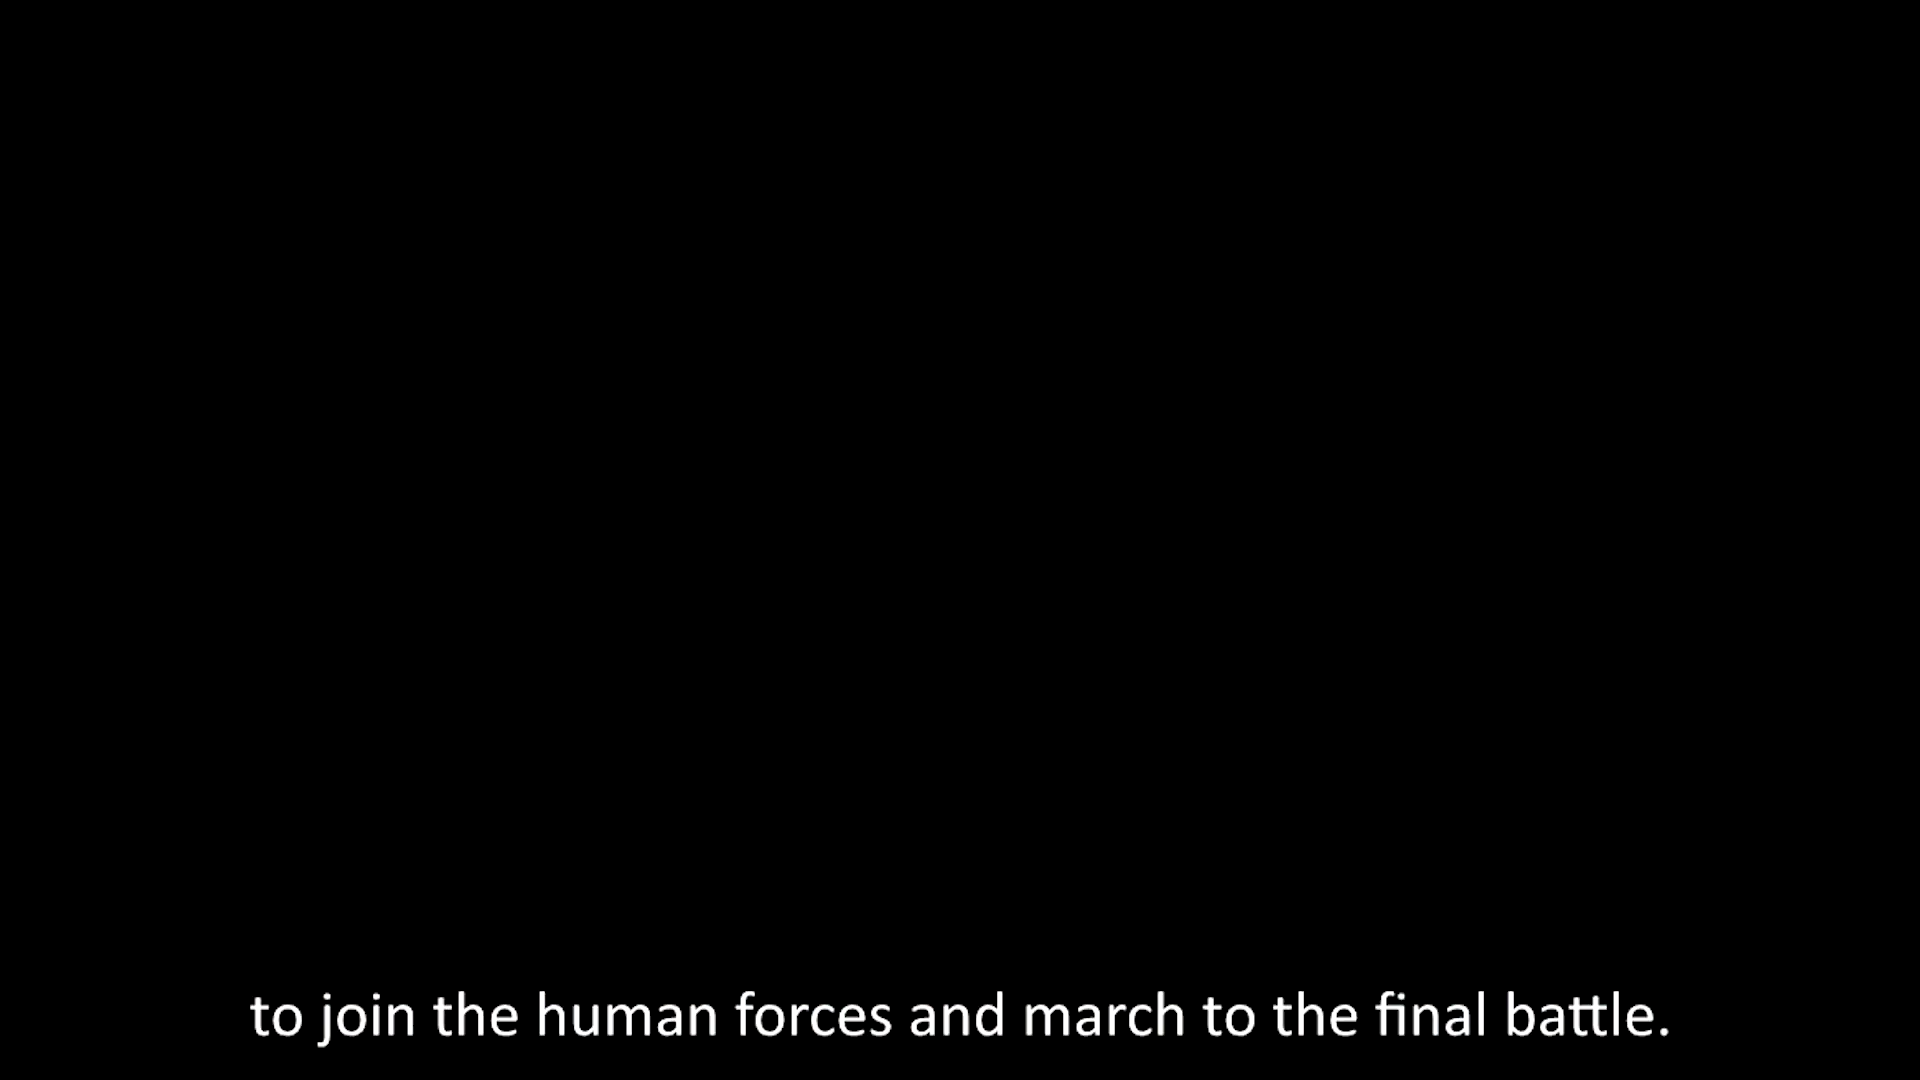 to join the human forces and march to the final battle.